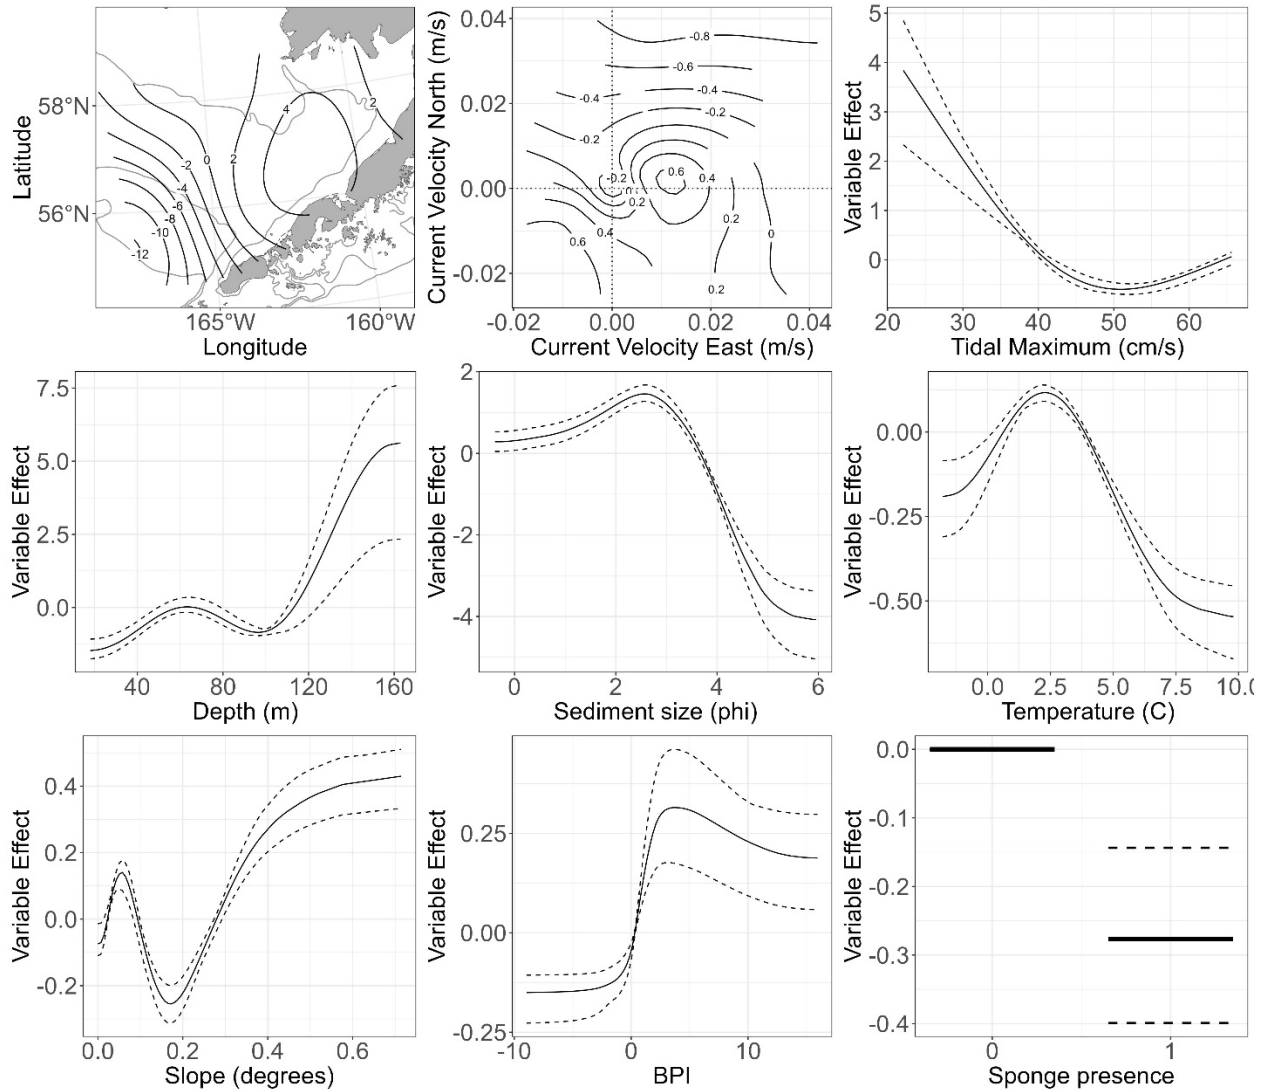 58°N
56°N
Latitude
165°W
160°W
Longitude
-12
-10
-8
-6
-4
-2
0
2
4
2
0.04
0.02
0.00
-0.02
Current Velocity North (m/s)
-0.02 0.00 0.02 0.04
Current Velocity East (m/s)
-0.8
-0.6
-0.4
-0.4
-0.2
-0.2
-0.2
0
0.2
0.6
0.4
0.4
0.6
0.2
0
0.2
5
4
3
2
1
0
Variable Effect
20 30 40 50 60
Tidal Maximum (cm/s)
7.5
5.0
2.5
0.0
Variable Effect
40 80 120 160
Depth (m)
2
0
-2
-4
Variable Effect
0 2 4 6
Sediment size (phi)
0.00
-0.25
-0.50
Variable Effect
0.0 2.5 5.0 7.5 10.0
Temperature (C)
0.4
0.2
0.0
-0.2
Variable Effect
0.0 0.2 0.4 0.6
Slope (degrees)
0.25
0.00
-0.25
Variable Effect
-10 0 10
BPI
0.0
-0.1
-0.2
-0.3
-0.4
Variable Effect
0 1
Sponge presence